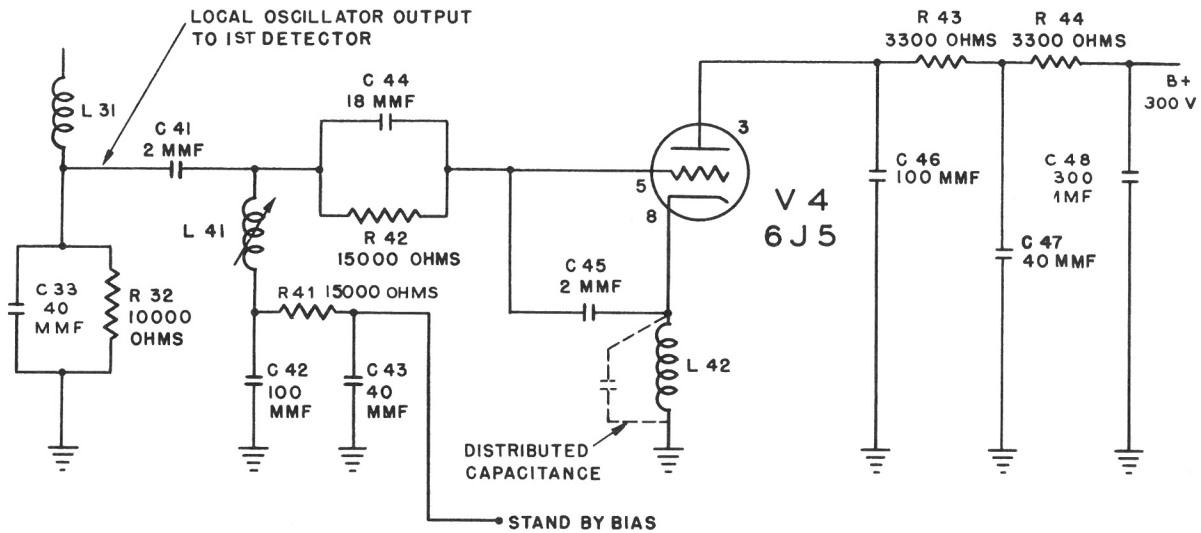 LOCAL OSCILLATOR OUTPUT
TO 1ST DETECTOR
R 43
3300 OHMS
R 44
3300 OHMS
B+
300 V
L 31
C 41
2 MMF
C 44
18 MMF
3
5
8
V 4
6J5
C 46
100 MMF
C 48
300
1MF
L 41
R 42
15000 OHMS
C 45
2 MMF
C 47
40 MMF
C 33
40
MMF
R 32
10000
OHMS
R41 15000 OHMS
C 42
100
MMF
C 43
40
MMF
L 42
DISTRIBUTED
CAPACITANCE
STAND BY BIAS